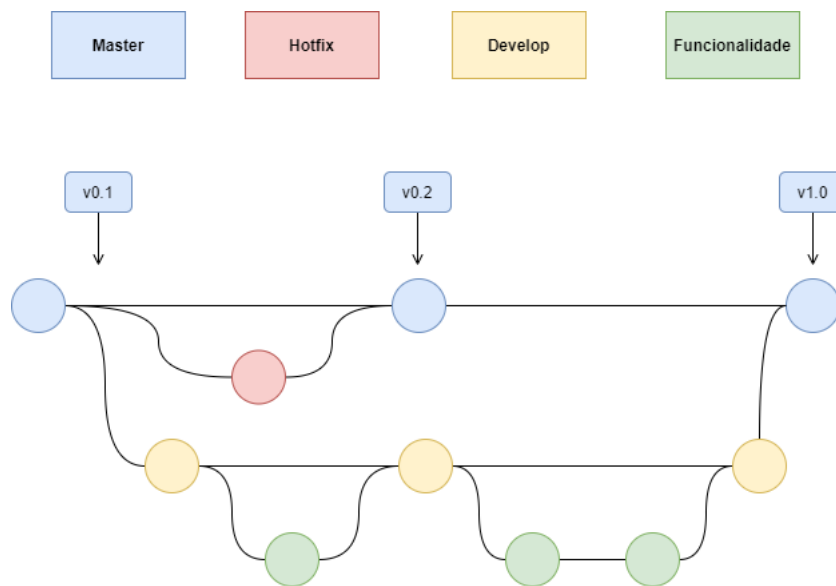 Master
Hotfix
Develop
Funcionalidade
v0.1
v0.2
v1.0